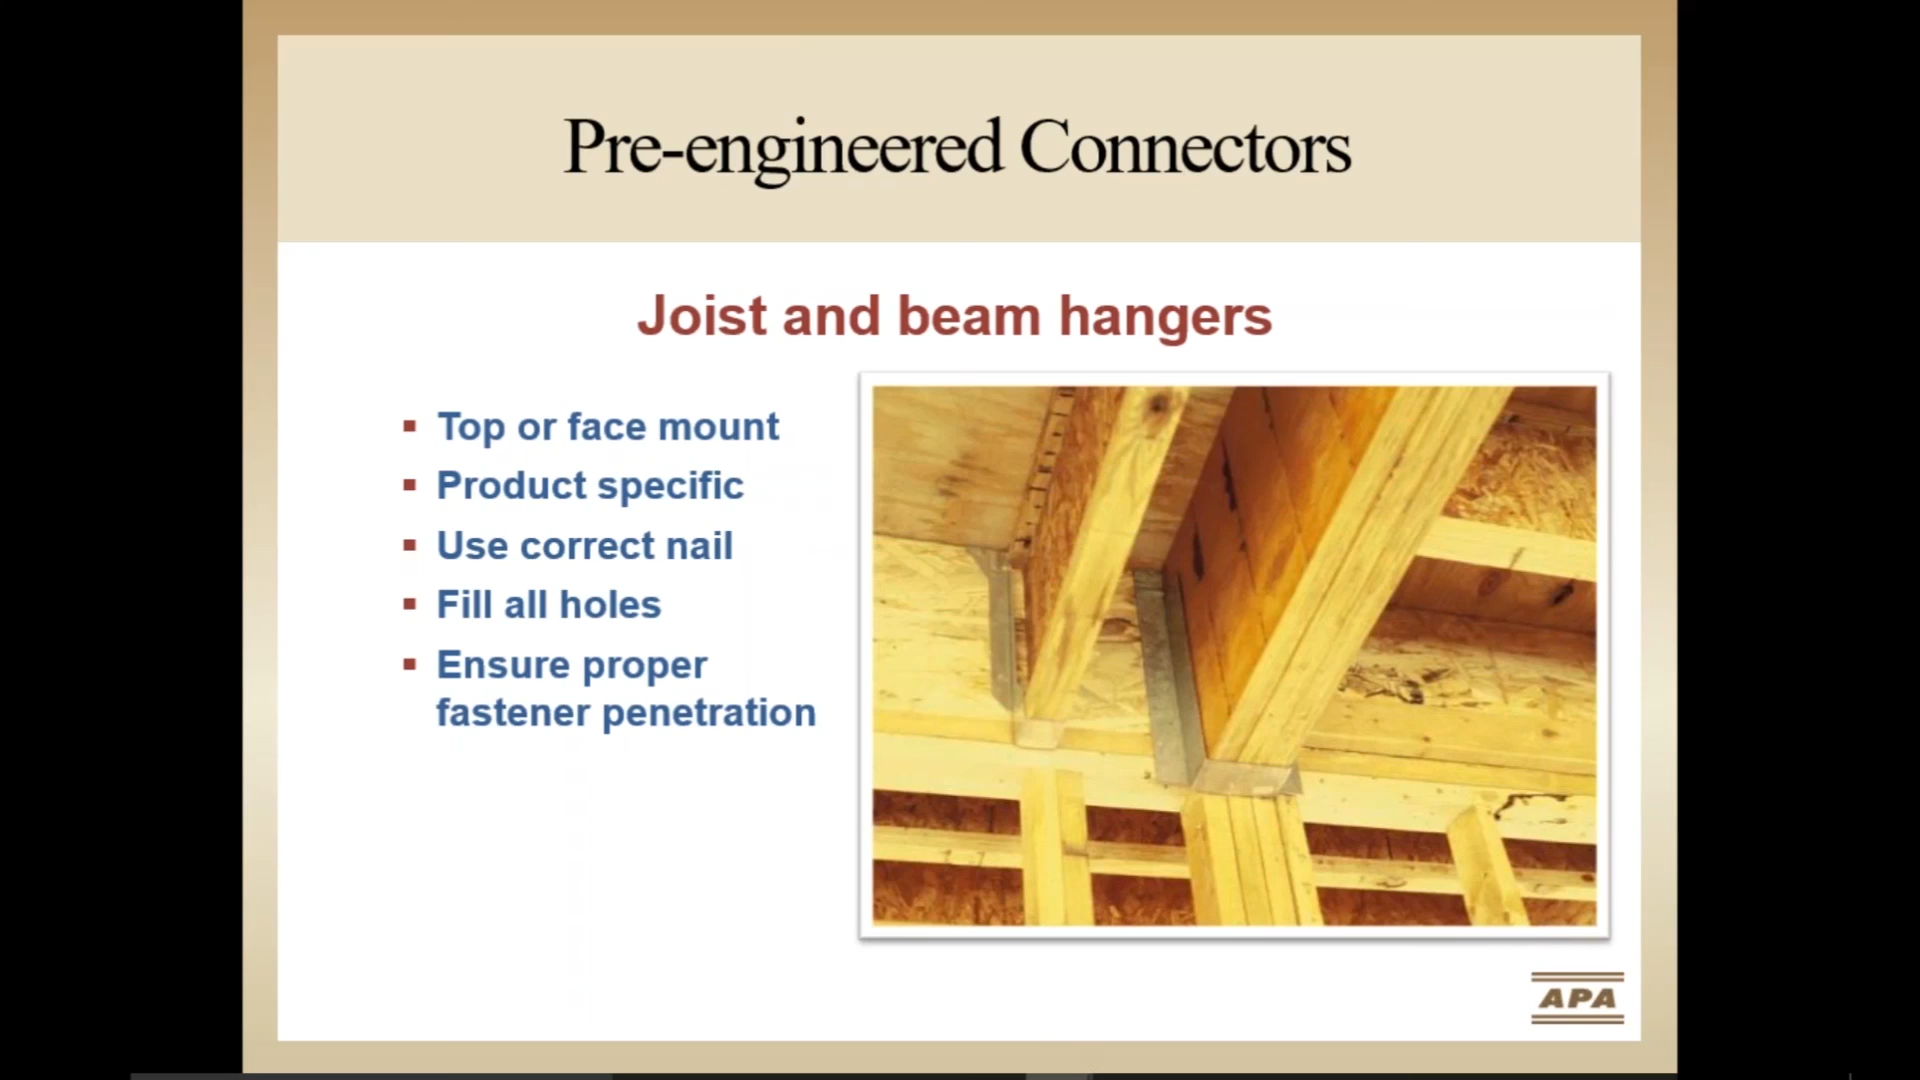 Pre-engineered Connectors
Joist and beam hangers
Top or face mount
Product specific
Use correct nail
Fill all holes
Ensure proper
fastener penetration
APA